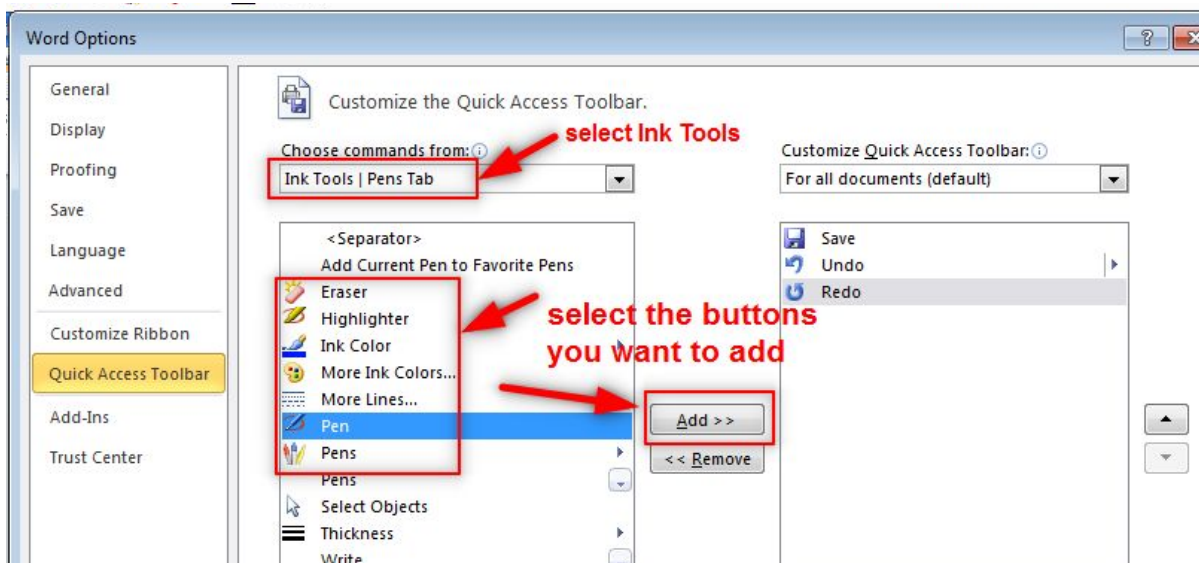 Word Options
General
Display
Proofing
Save
Language
Advanced
Customize Ribbon
Quick Access Toolbar
Add-Ins
Trust Center
Customize the Quick Access Toolbar.
select Ink Tools
Choose commands from:
Ink Tools | Pens Tab
<Separator>
Add Current Pen to Favorite Pens
Eraser
Highlighter
Ink Color
More Ink Colors...
More Lines...
Pen
Pens
Pens
Select Objects
Thickness
Write
select the buttons
you want to add
Add >>
<< Remove
Customize Quick Access Toolbar:
For all documents (default)
Save
Undo
Redo